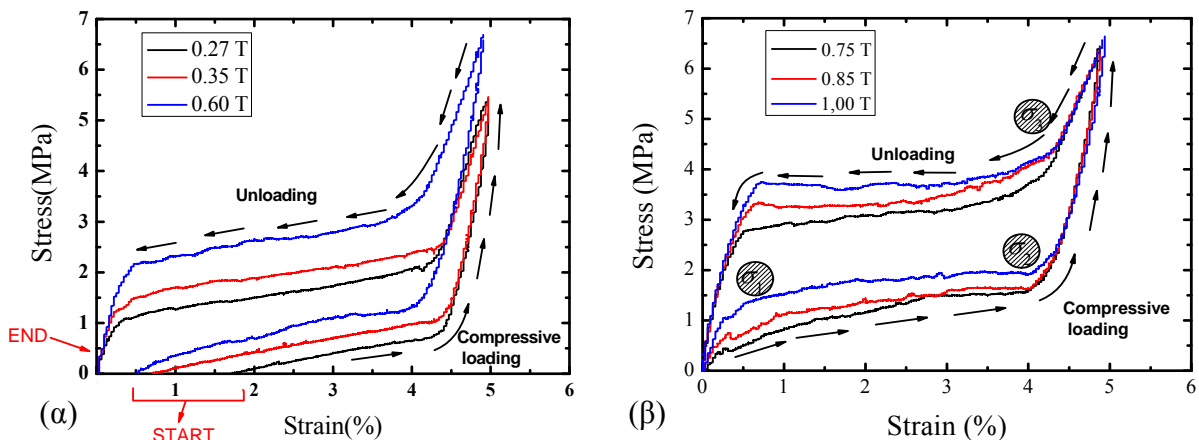 7
6
5
4
3
2
1
0
Stress(MPa)
0.27 T
0.35 T
0.60 T
Unloading
Compressive
loading
END
1 2 3 4 5 6
(α)
START
Strain(%)
7
6
5
4
3
2
1
0
Stress (MPa)
0.75 T
0.85 T
1,00 T
σ3
Unloading
σ2
σ1
Compressive
loading
0 1 2 3 4 5 6
(β)
Strain (%)